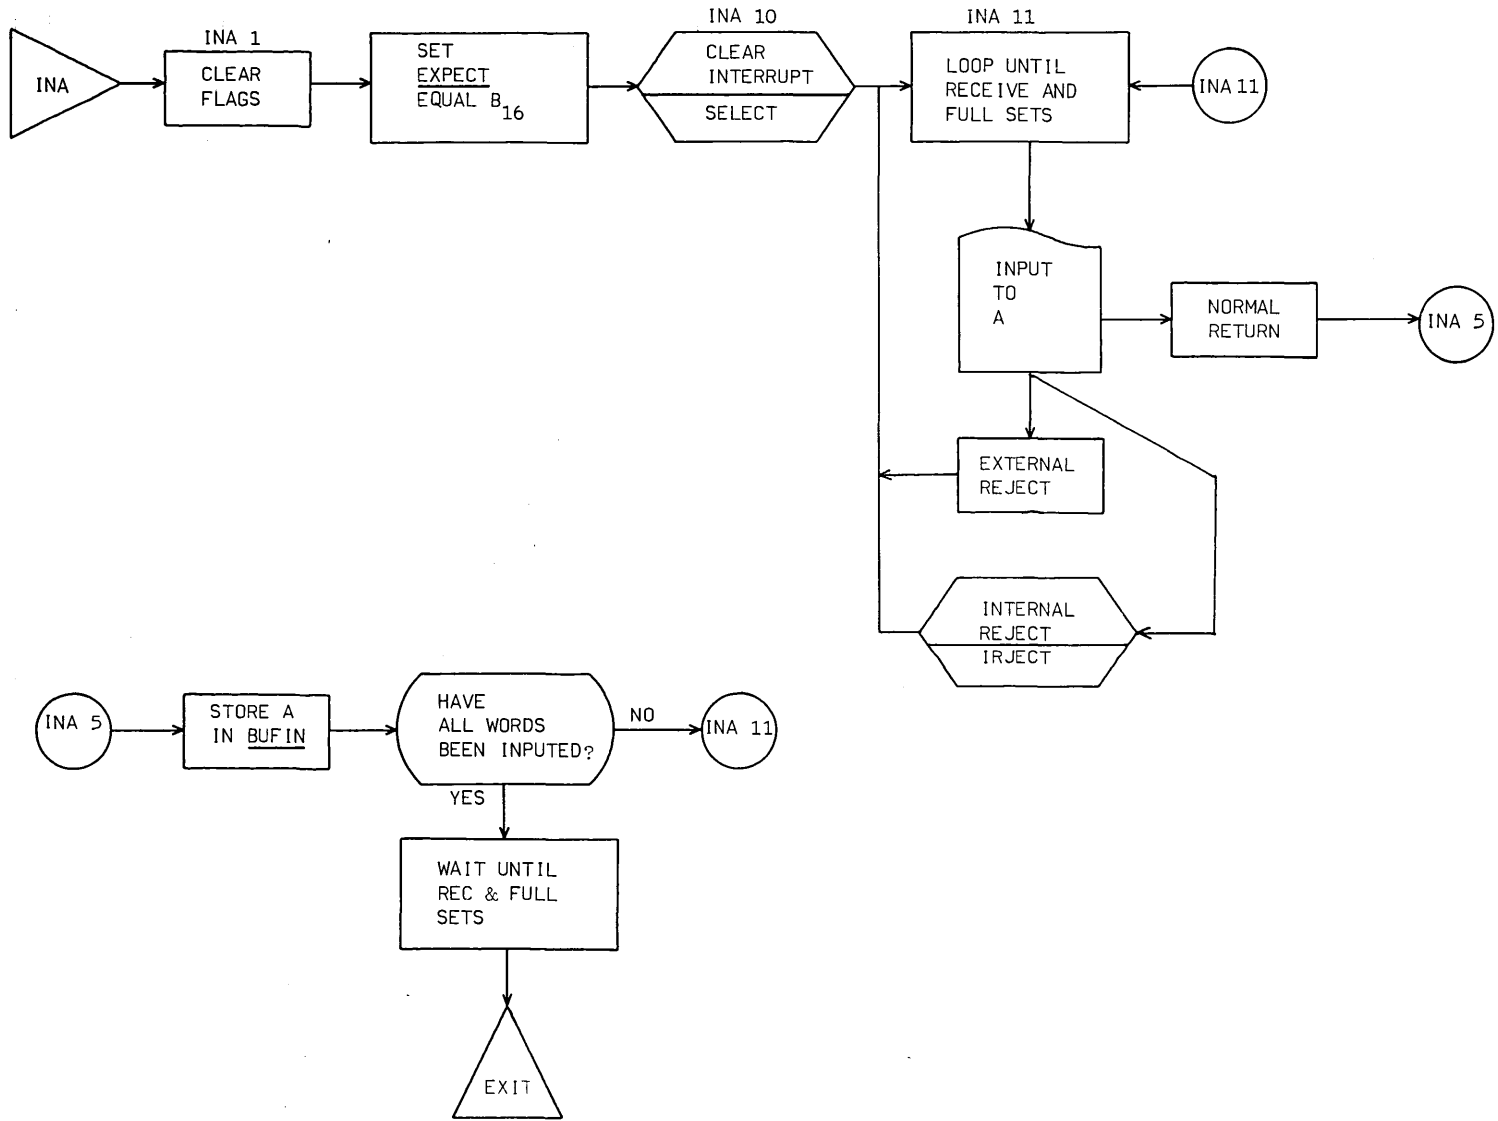 INA
INA 1
CLEAR
FLAGS
SET
EXPECT
EQUAL B16
INA 10
CLEAR
INTERRUPT
SELECT
INA 11
LOOP UNTIL
RECEIVE AND
FULL SETS
INA 11
INPUT
TO
A
NORMAL
RETURN
INA 5
EXTERNAL
REJECT
INTERNAL
REJECT
IRJECT
INA 5
STORE A
IN BUFIN
HAVE
ALL WORDS
BEEN INPUTED?
NO
INA 11
YES
WAIT UNTIL
REC & FULL
SETS
EXIT